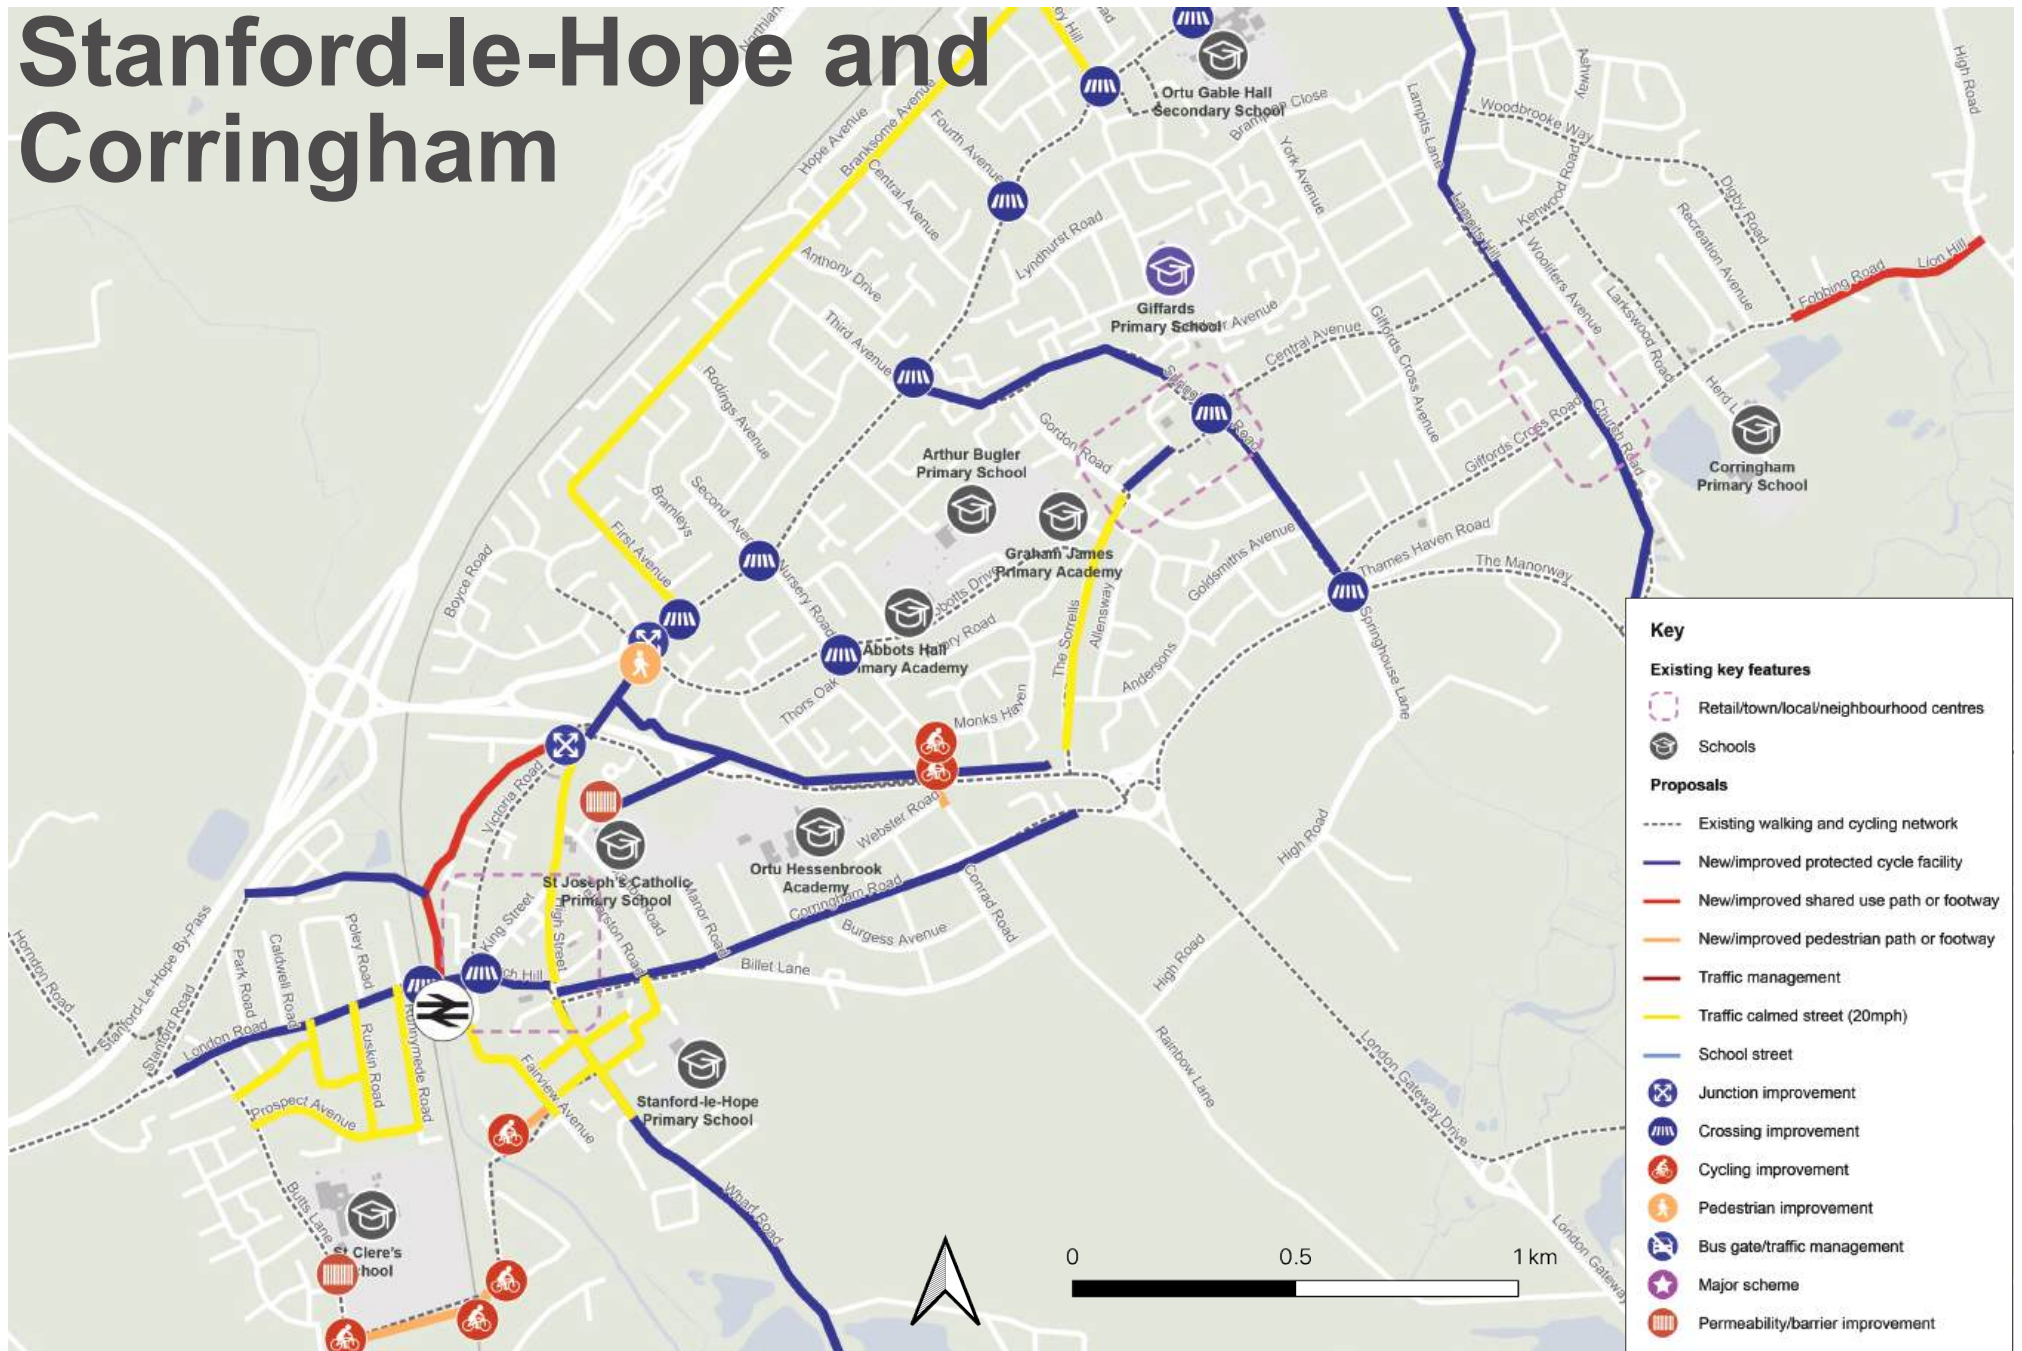 Stanford-le-Hope and
Corringham
Hope Avenue
Branksome Avenue
Fourth Avenue
Central Avenue
Ortu Gable Hall
Secondary School
York Avenue
Lampits Lane
Lampits Hill
Ashway
Woodbrooke Way
Kenwood Road
Digby Road
Recreation Avenue
High Road
Lion Hill
Fobbing Road
Lyndhurst Road
Anthony Drive
Third Avenue
Giffards
Primary School
Central Avenue
Giffords Cross Avenue
Woolifers Avenue
Larkswood Road
Church Road
Giffords Cross Road
Corringham
Primary School
Rodings Avenue
Gordon Road
Road
Arthur Bugler
Primary School
Graham James
Primary Academy
Bramleys
First Avenue
Nursery Road
Boyce Road
Goldsmiths Avenue
Thames Haven Road
The Manorway
Springhouse Lane
The Sorrells
Allensway
Andersons
Abbots Hall
Thors Oak
Monks Haven
Victoria Road
King Street
High Street
St Joseph's Catholic
Primary School
Manor Road
Ortu Hessenbrook
Academy
Webster Road
Corringham Road
Burgess Avenue
Conrad Road
Billet Lane
High Road
High Road
Rainbow Lane
London Gateway Drive
London Gateway
Horndon Road
Stanford-Le-Hope By-Pass
Stanford Road
London Road
Park Road
Caldwell Road
Poley Road
Ruskin Road
Runnymede Road
Prospect Avenue
Fairview Avenue
Stanford-le-Hope
Primary School
Wharf Road
Butts Lane
St Clere's
0 0.5 1 km
Key
Existing key features
Retail/town/local/neighbourhood centres
Schools
Proposals
Existing walking and cycling network
New/improved protected cycle facility
New/improved shared use path or footway
New/improved pedestrian path or footway
Traffic management
Traffic calmed street (20mph)
School street
Junction improvement
Crossing improvement
Cycling improvement
Pedestrian improvement
Bus gate/traffic management
Major scheme
Permeability/barrier improvement